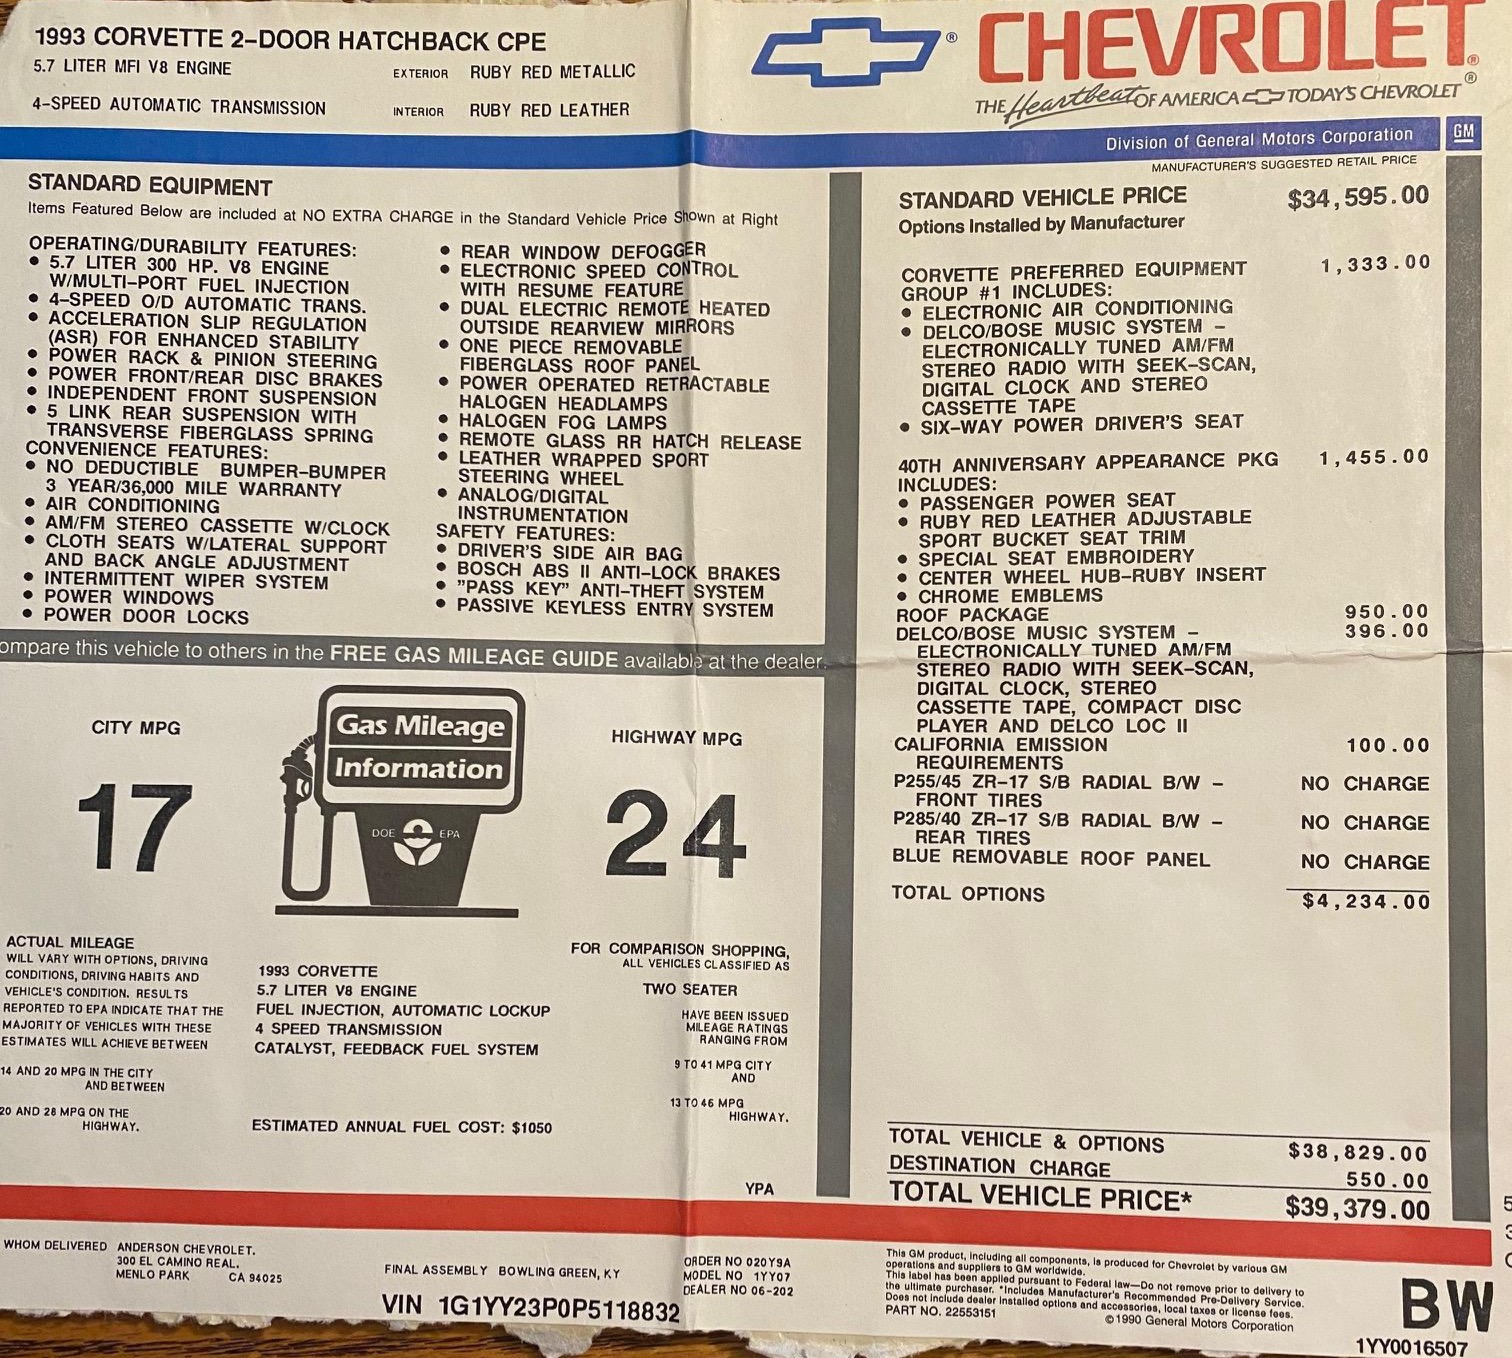 1993 CORVETTE 2-DOOR HATCHBACK CPE
5.7 LITER MFI V8 ENGINE
EXTERIOR RUBY RED METALLIC
4-SPEED AUTOMATIC TRANSMISSION
INTERIOR RUBY RED LEATHER
® CHEVROLET®
THE Heartbeat OF AMERICA TODAY'S CHEVROLET®
Division of General Motors Corporation GM
STANDARD EQUIPMENT
Items Featured Below are included at NO EXTRA CHARGE in the Standard Vehicle Price Shown at Right
OPERATING/DURABILITY FEATURES:
• 5.7 LITER 300 HP. V8 ENGINE
W/MULTI-PORT FUEL INJECTION
• 4-SPEED O/D AUTOMATIC TRANS.
• ACCELERATION SLIP REGULATION
(ASR) FOR ENHANCED STABILITY
• POWER RACK & PINION STEERING
• POWER FRONT/REAR DISC BRAKES
• INDEPENDENT FRONT SUSPENSION
• 5 LINK REAR SUSPENSION WITH
TRANSVERSE FIBERGLASS SPRING
CONVENIENCE FEATURES:
• NO DEDUCTIBLE BUMPER-BUMPER
3 YEAR/36,000 MILE WARRANTY
• AIR CONDITIONING
• AM/FM STEREO CASSETTE W/CLOCK
• CLOTH SEATS W/LATERAL SUPPORT
AND BACK ANGLE ADJUSTMENT
• INTERMITTENT WIPER SYSTEM
• POWER WINDOWS
• POWER DOOR LOCKS
• REAR WINDOW DEFOGGER
• ELECTRONIC SPEED CONTROL
WITH RESUME FEATURE
• DUAL ELECTRIC REMOTE HEATED
OUTSIDE REARVIEW MIRRORS
• ONE PIECE REMOVABLE
FIBERGLASS ROOF PANEL
• POWER OPERATED RETRACTABLE
HALOGEN HEADLAMPS
• HALOGEN FOG LAMPS
• REMOTE GLASS RR HATCH RELEASE
• LEATHER WRAPPED SPORT
STEERING WHEEL
• ANALOG/DIGITAL
INSTRUMENTATION
SAFETY FEATURES:
• DRIVER'S SIDE AIR BAG
• BOSCH ABS II ANTI-LOCK BRAKES
• "PASS KEY" ANTI-THEFT SYSTEM
• PASSIVE KEYLESS ENTRY SYSTEM
MANUFACTURER'S SUGGESTED RETAIL PRICE
STANDARD VEHICLE PRICE $34,595.00
Options Installed by Manufacturer
CORVETTE PREFERRED EQUIPMENT 1,333.00
GROUP #1 INCLUDES:
• ELECTRONIC AIR CONDITIONING
• DELCO/BOSE MUSIC SYSTEM -
ELECTRONICALLY TUNED AM/FM
STEREO RADIO WITH SEEK-SCAN,
DIGITAL CLOCK AND STEREO
CASSETTE TAPE
• SIX-WAY POWER DRIVER'S SEAT
40TH ANNIVERSARY APPEARANCE PKG 1,455.00
INCLUDES:
• PASSENGER POWER SEAT
• RUBY RED LEATHER ADJUSTABLE
SPORT BUCKET SEAT TRIM
• SPECIAL SEAT EMBROIDERY
• CENTER WHEEL HUB-RUBY INSERT
• CHROME EMBLEMS
ROOF PACKAGE 950.00
DELCO/BOSE MUSIC SYSTEM - 396.00
ELECTRONICALLY TUNED AM/FM
STEREO RADIO WITH SEEK-SCAN,
DIGITAL CLOCK, STEREO
CASSETTE TAPE, COMPACT DISC
PLAYER AND DELCO LOC II
CALIFORNIA EMISSION 100.00
REQUIREMENTS
P255/45 ZR-17 S/B RADIAL B/W - NO CHARGE
FRONT TIRES
P285/40 ZR-17 S/B RADIAL B/W - NO CHARGE
REAR TIRES
BLUE REMOVABLE ROOF PANEL NO CHARGE
TOTAL OPTIONS $4,234.00
TOTAL VEHICLE & OPTIONS $38,829.00
DESTINATION CHARGE 550.00
TOTAL VEHICLE PRICE* $39,379.00
ompare this vehicle to others in the FREE GAS MILEAGE GUIDE available at the dealer.
CITY MPG
17
Gas Mileage
Information
DOE EPA
HIGHWAY MPG
24
ACTUAL MILEAGE
WILL VARY WITH OPTIONS, DRIVING
CONDITIONS, DRIVING HABITS AND
VEHICLE'S CONDITION. RESULTS
REPORTED TO EPA INDICATE THAT THE
MAJORITY OF VEHICLES WITH THESE
ESTIMATES WILL ACHIEVE BETWEEN
14 AND 20 MPG IN THE CITY
AND BETWEEN
20 AND 28 MPG ON THE
HIGHWAY.
1993 CORVETTE
5.7 LITER V8 ENGINE
FUEL INJECTION, AUTOMATIC LOCKUP
4 SPEED TRANSMISSION
CATALYST, FEEDBACK FUEL SYSTEM
ESTIMATED ANNUAL FUEL COST: $1050
FOR COMPARISON SHOPPING,
ALL VEHICLES CLASSIFIED AS
TWO SEATER
HAVE BEEN ISSUED
MILEAGE RATINGS
RANGING FROM
9 TO 41 MPG CITY
AND
13 TO 46 MPG
HIGHWAY.
YPA
WHOM DELIVERED ANDERSON CHEVROLET.
300 EL CAMINO REAL.
MENLO PARK CA 94025
FINAL ASSEMBLY BOWLING GREEN, KY
VIN 1G1YY23P0P5118832
ORDER NO 020Y9A
MODEL NO 1YY07
DEALER NO 06-202
This GM product, including all components, is produced for Chevrolet by various GM
operations and suppliers to GM worldwide.
This label has been applied pursuant to Federal law—Do not remove prior to delivery to
the ultimate purchaser. *Includes Manufacturer's Recommended Pre-Delivery Service.
Does not include dealer installed options and accessories, local taxes or license fees.
PART NO. 22553151 ©1990 General Motors Corporation
BW
1YY0016507